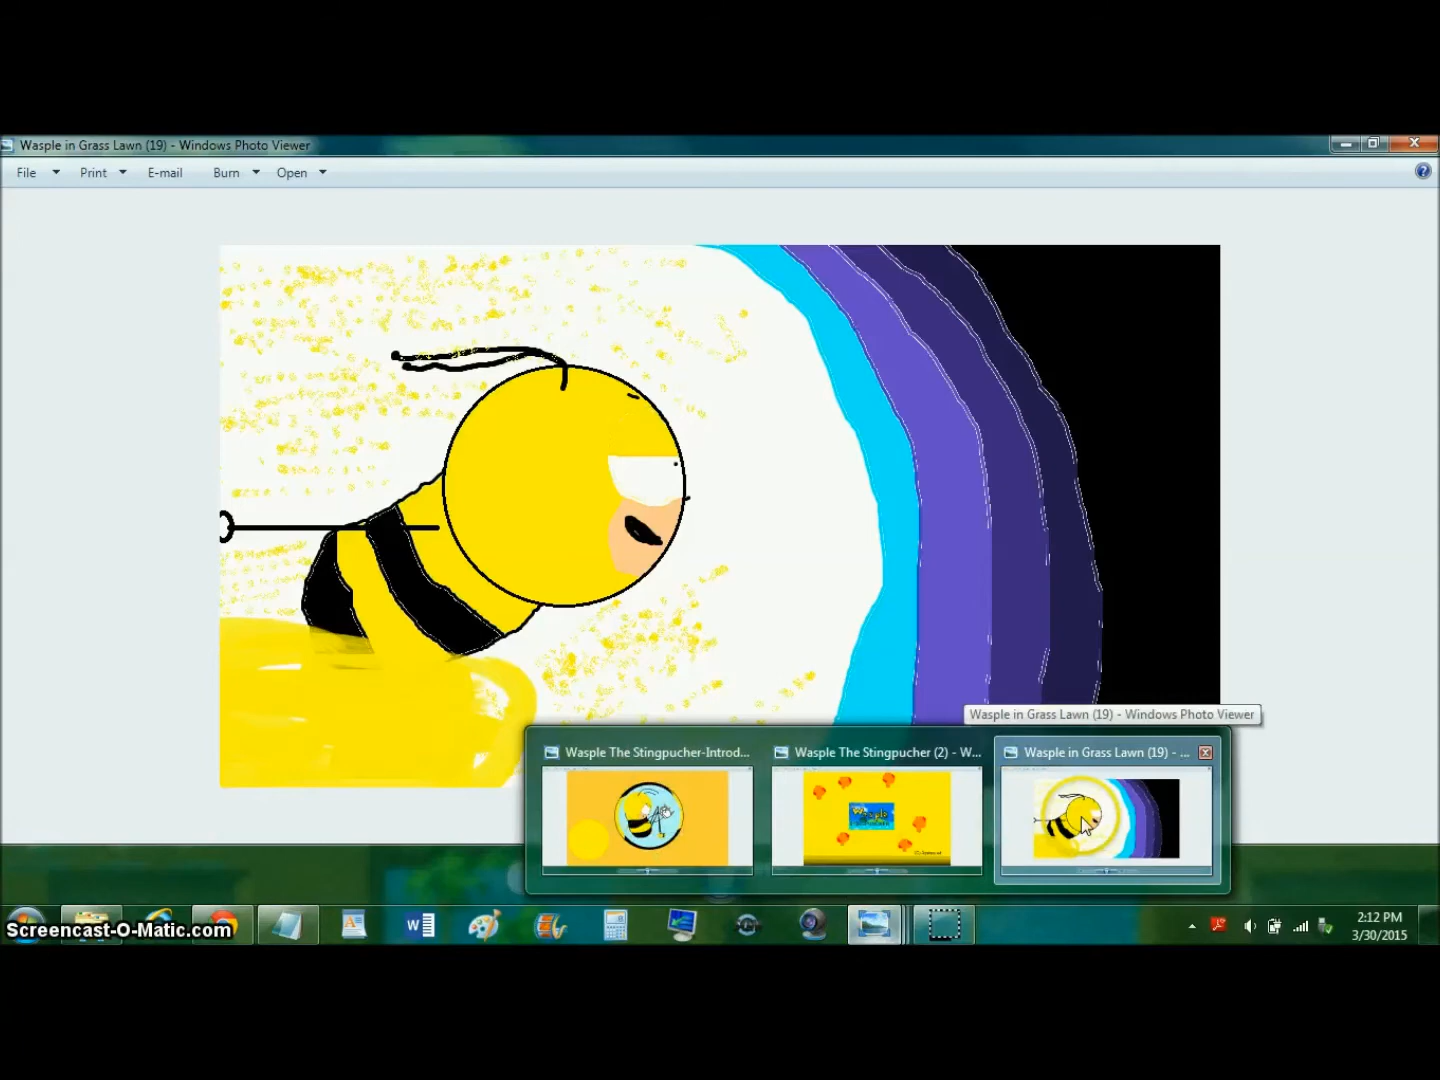 Wasple in Grass Lawn (19) - Windows Photo Viewer
File Print E-mail Burn Open
Wasple in Grass Lawn (19) - Windows Photo Viewer
Wasple The Stingpucher-Introd... Wasple The Stingpucher (2) - W... Wasple in Grass Lawn (19) - ...
Screencast-O-Matic.com
2:12 PM
3/30/2015